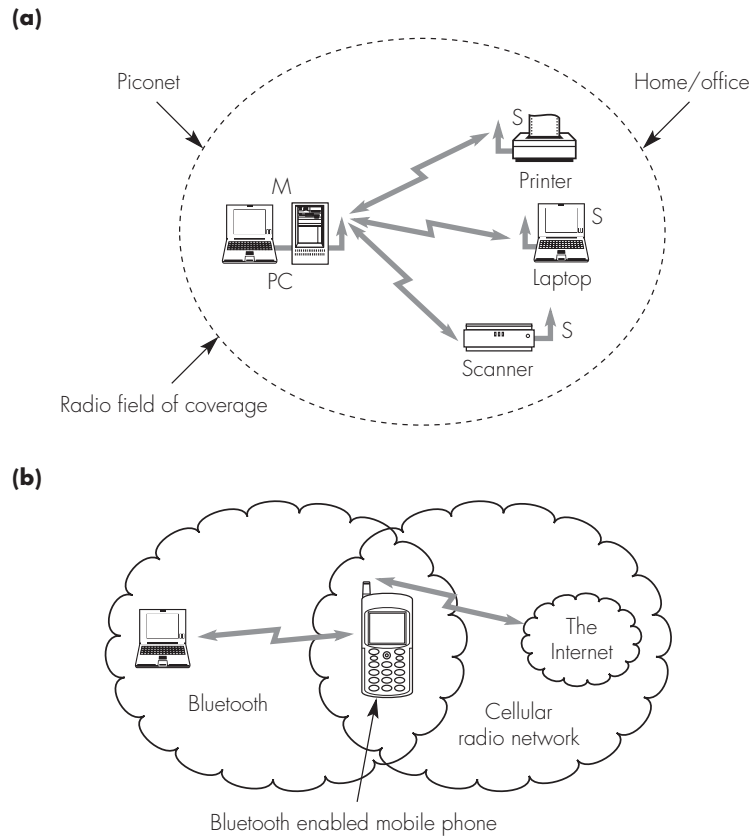 (a)
Piconet
Home/office
S
Printer
M
S
PC
Laptop
S
Scanner
Radio field of coverage
(b)
The
Internet
Bluetooth
Cellular
radio network
Bluetooth enabled mobile phone